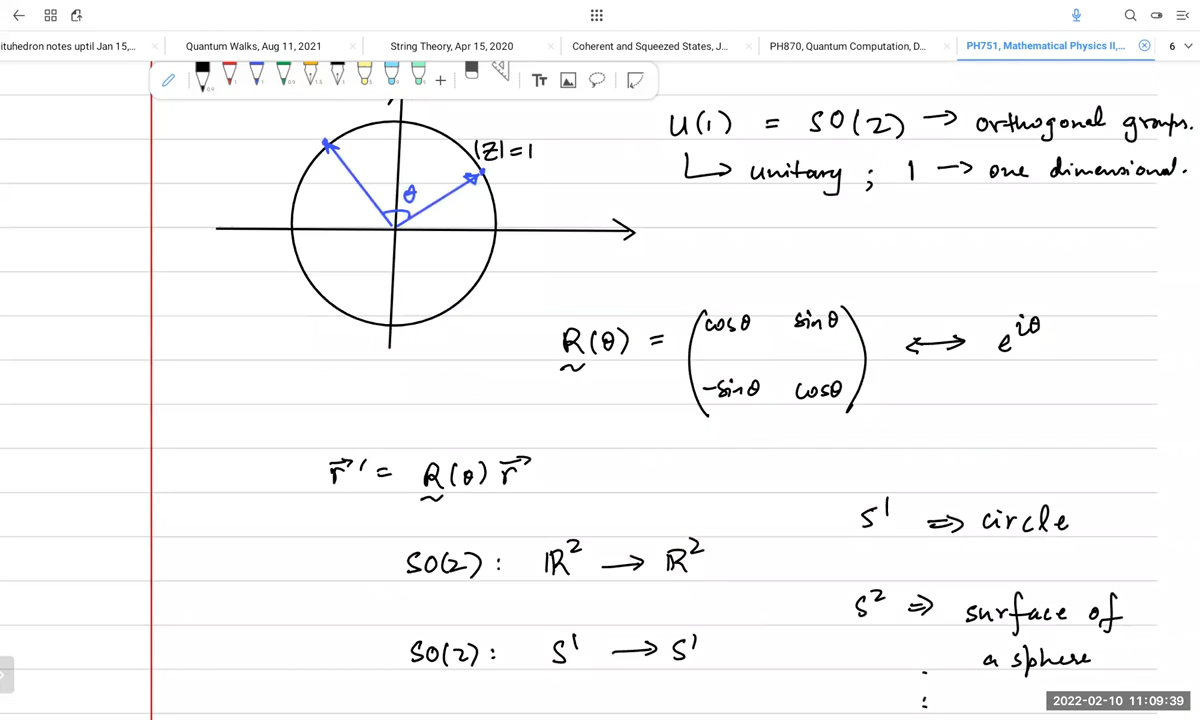 ituhedron notes uptil Jan 15,... Quantum Walks, Aug 11, 2021 String Theory, Apr 15, 2020 Coherent and Squeezed States, J... PH870, Quantum Computation, D... PH751, Mathematical Physics II,... 6
Tт
|Z|=1
θ
U(1) = SO(2) → orthogonal groups.
↳ unitary ; 1 → one dimensional.
R(θ) = (cosθ sinθ
-sinθ cosθ) ↔ e^{iθ}
r⃗' = R(θ) r⃗
S¹ ⇒ circle
SO(2): ℝ² → ℝ²
S² ⇒ surface of
a sphere
SO(2): S¹ → S¹
:
2022-02-10 11:09:39